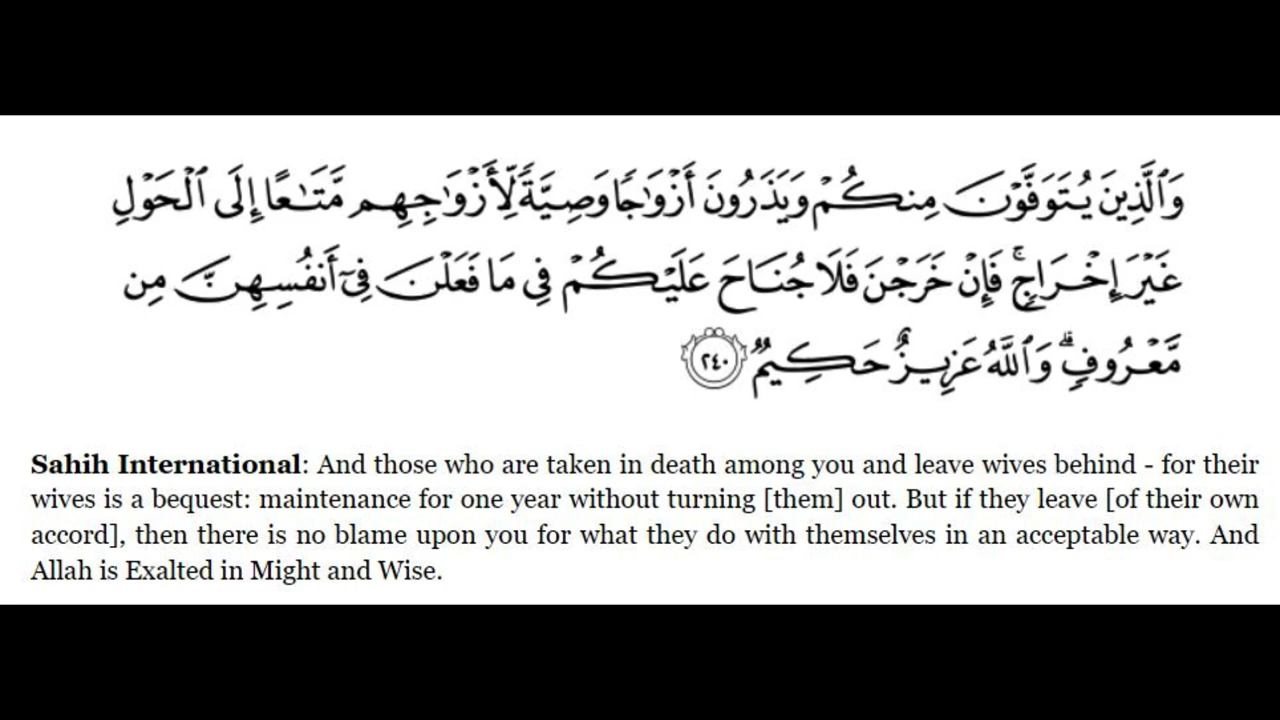 وَٱلَّذِينَ يُتَوَفَّوۡنَ مِنكُمۡ وَيَذَرُونَ أَزۡوَٰجٗا وَصِيَّةٗ لِّأَزۡوَٰجِهِم مَّتَٰعًا إِلَى ٱلۡحَوۡلِ
غَيۡرَ إِخۡرَاجٖۚ فَإِنۡ خَرَجۡنَ فَلَا جُنَاحَ عَلَيۡكُمۡ فِي مَا فَعَلۡنَ فِيٓ أَنفُسِهِنَّ مِن
مَّعۡرُوفٖۗ وَٱللَّهُ عَزِيزٌ حَكِيمٞ ٢٤٠
Sahih International: And those who are taken in death among you and leave wives behind - for their
wives is a bequest: maintenance for one year without turning [them] out. But if they leave [of their own
accord], then there is no blame upon you for what they do with themselves in an acceptable way. And
Allah is Exalted in Might and Wise.